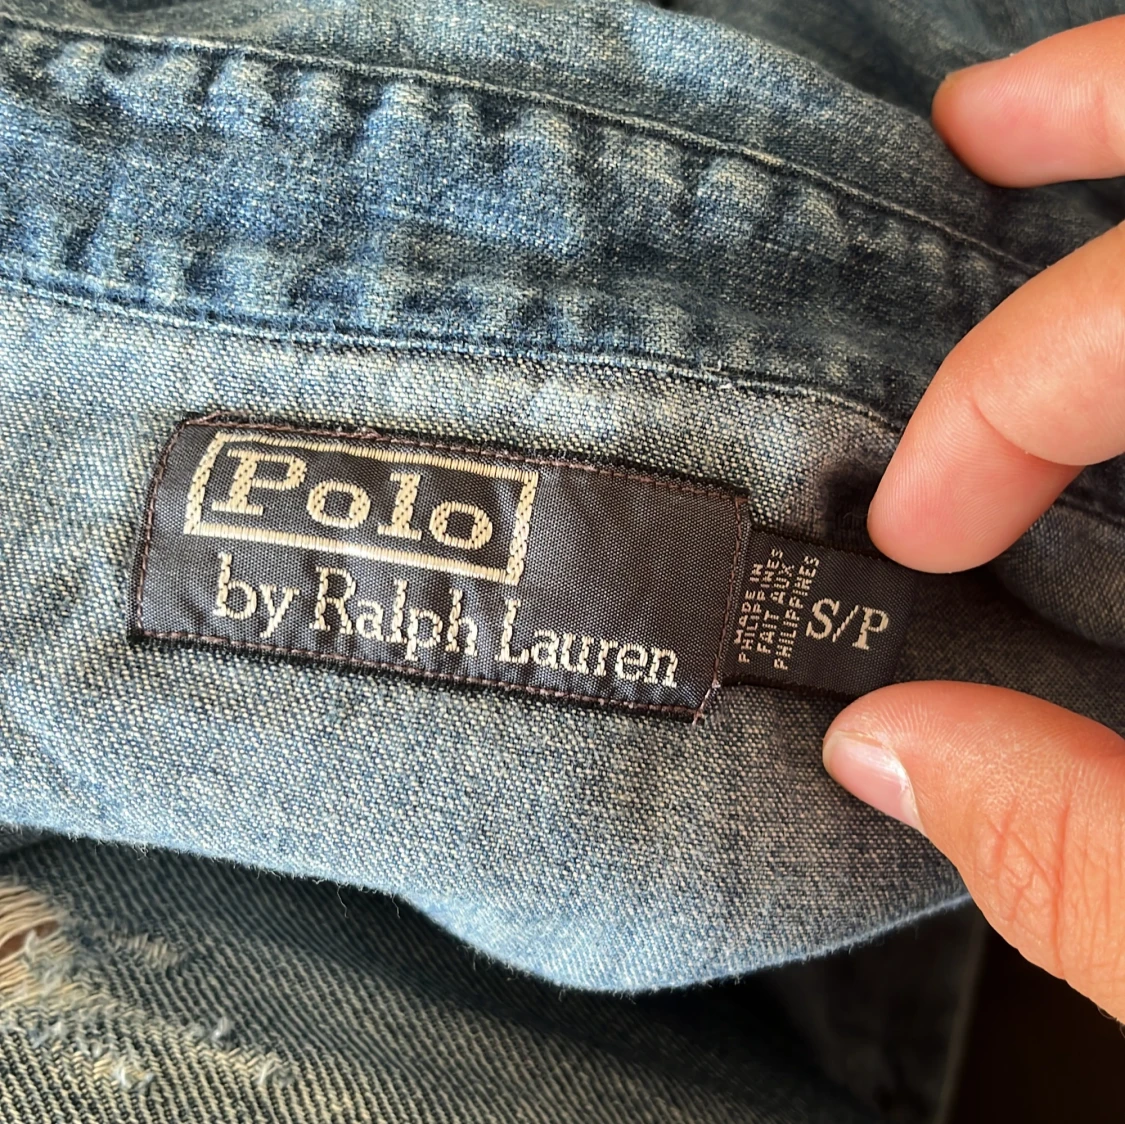 Polo
by Ralph Lauren
MADE IN
PHILIPPINES
FAIT AUX
PHILIPPINES
S/P